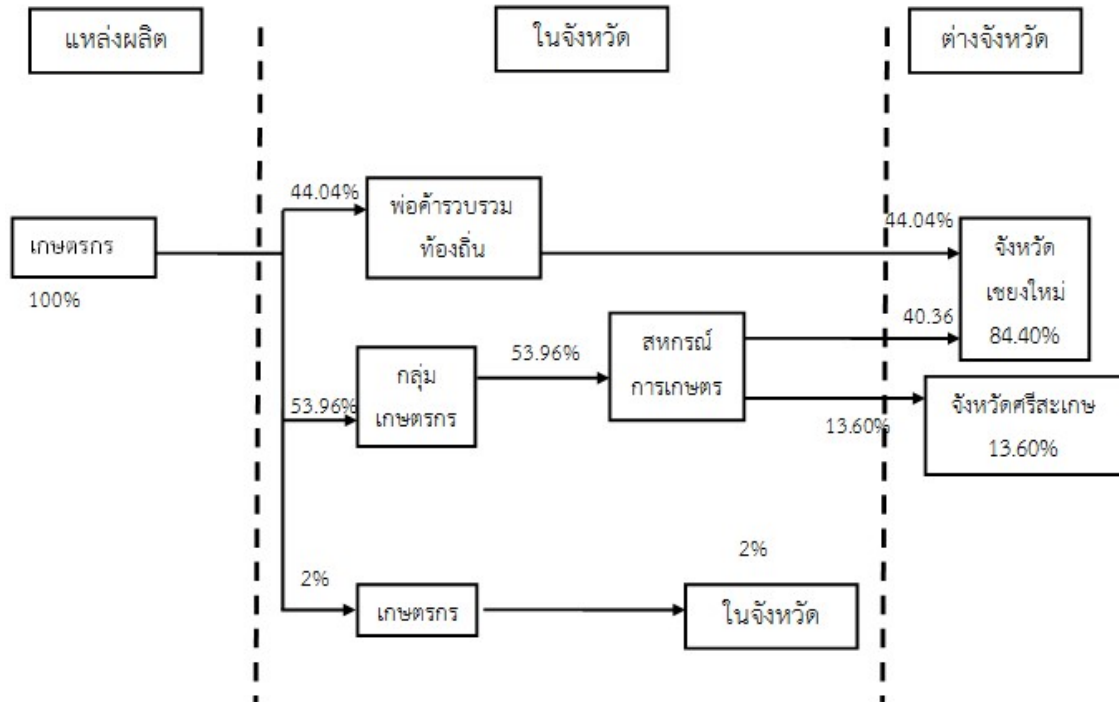 แหล่งผลิต
ในจังหวัด
ต่างจังหวัด
44.04%
พ่อค้ารวบรวม
ท้องถิ่น
44.04%
เกษตรกร
100%
จังหวัด
เชยงใหม่
84.40%
40.36
สหกรณ์
การเกษตร
53.96%
กลุ่ม
เกษตรกร
53.96%
13.60%
จังหวัดศรีสะเกษ
13.60%
2%
เกษตรกร
2%
ในจังหวัด